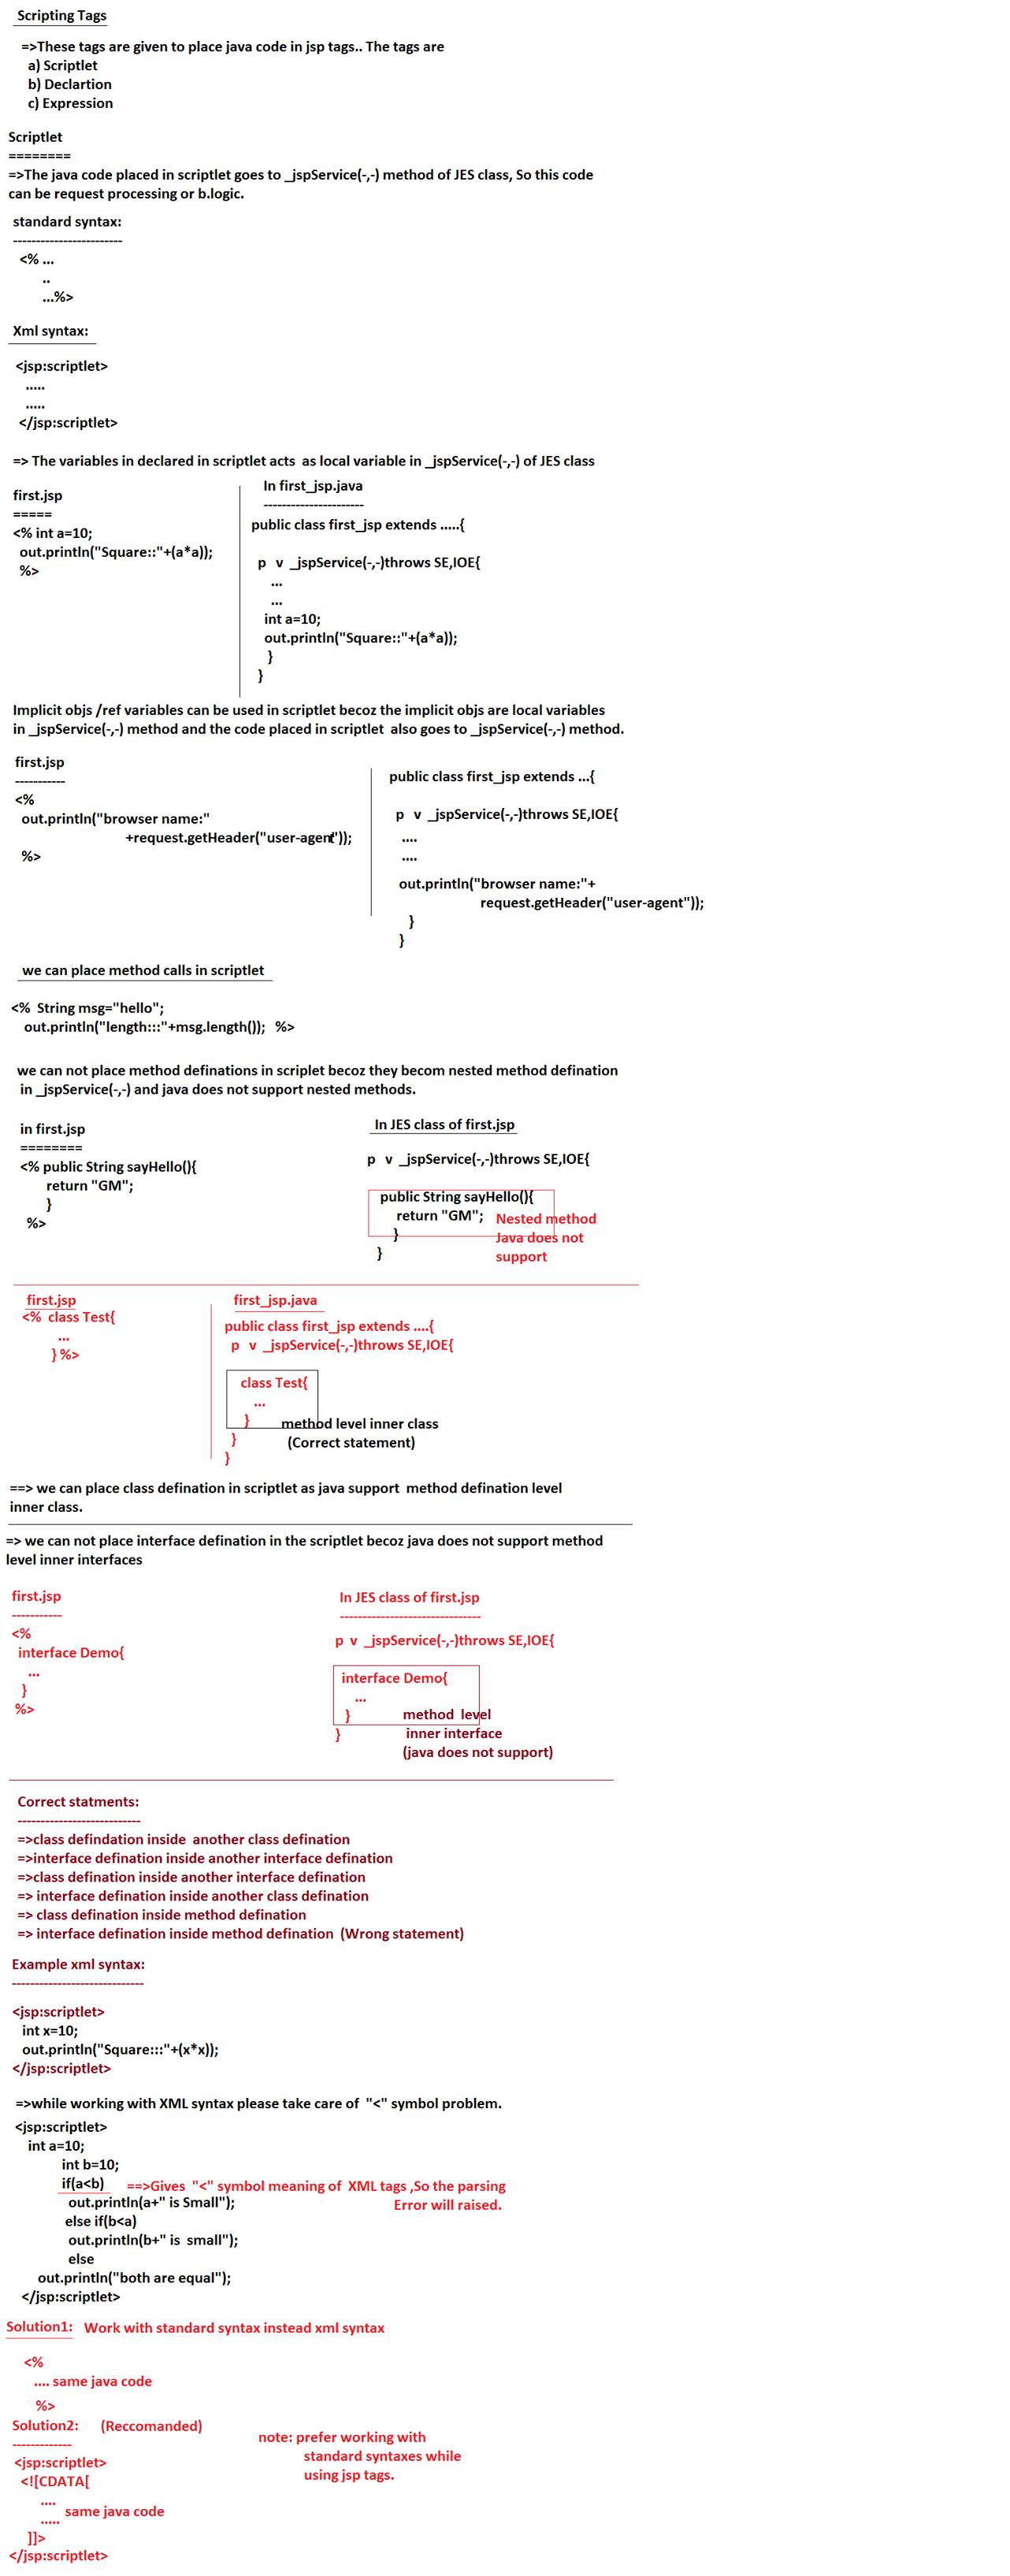 Scripting Tags
=>These tags are given to place java code in jsp tags.. The tags are
a) Scriptlet
b) Declartion
c) Expression
Scriptlet
========
=>The java code placed in scriptlet goes to _jspService(-,-) method of JES class, So this code
can be request processing or b.logic.
standard syntax:
------------------------
<% ...
..
...%>
Xml syntax:
<jsp:scriptlet>
.....
.....
</jsp:scriptlet>
=> The variables in declared in scriptlet acts  as local variable in _jspService(-,-) of JES class
first.jsp
=====
<% int a=10;
out.println("Square::"+(a*a));
%>
In first_jsp.java
----------------------
public class first_jsp extends .....{
p  v  _jspService(-,-)throws SE,IOE{
...
...
int a=10;
out.println("Square::"+(a*a));
}
}
Implicit objs /ref variables can be used in scriptlet becoz the implicit objs are local variables
in _jspService(-,-) method and the code placed in scriptlet  also goes to _jspService(-,-) method.
first.jsp
-----------
<%
out.println("browser name:"
+request.getHeader("user-agent"));
%>
public class first_jsp extends ...{
p  v  _jspService(-,-)throws SE,IOE{
....
....
out.println("browser name:"+
request.getHeader("user-agent"));
}
}
we can place method calls in scriptlet
<%  String msg="hello";
out.println("length:::"+msg.length());  %>
we can not place method definations in scriplet becoz they becom nested method defination
in _jspService(-,-) and java does not support nested methods.
in first.jsp
========
<% public String sayHello(){
return "GM";
}
%>
In JES class of first.jsp
p  v  _jspService(-,-)throws SE,IOE{
public String sayHello(){
return "GM";
}
}
Nested method
Java does not
support
first.jsp
<%  class Test{
...
} %>
first_jsp.java
public class first_jsp extends ....{
p  v  _jspService(-,-)throws SE,IOE{
class Test{
...
}
method level inner class
(Correct statement)
}
}
==> we can place class defination in scriptlet as java support  method defination level
inner class.
=> we can not place interface defination in the scriptlet becoz java does not support method
level inner interfaces
first.jsp
-----------
<%
interface Demo{
...
}
%>
In JES class of first.jsp
-------------------------------
p  v  _jspService(-,-)throws SE,IOE{
interface Demo{
...
}
}
method  level
inner interface
(java does not support)
Correct statments:
---------------------------
=>class defindation inside  another class defination
=>interface defination inside another interface defination
=>class defination inside another interface defination
=> interface defination inside another class defination
=> class defination inside method defination
=> interface defination inside method defination  (Wrong statement)
Example xml syntax:
-----------------------------
<jsp:scriptlet>
int x=10;
out.println("Square:::"+(x*x));
</jsp:scriptlet>
=>while working with XML syntax please take care of  "<" symbol problem.
<jsp:scriptlet>
int a=10;
int b=10;
if(a<b)  ==>Gives  "<" symbol meaning of  XML tags ,So the parsing
Error will raised.
out.println(a+" is Small");
else if(b<a)
out.println(b+" is  small");
else
out.println("both are equal");
</jsp:scriptlet>
Solution1:  Work with standard syntax instead xml syntax
<%
.... same java code
%>
Solution2:  (Reccomanded)
-------------
<jsp:scriptlet>
<![CDATA[
....
same java code
.....
]]>
</jsp:scriptlet>
note: prefer working with
standard syntaxes while
using jsp tags.